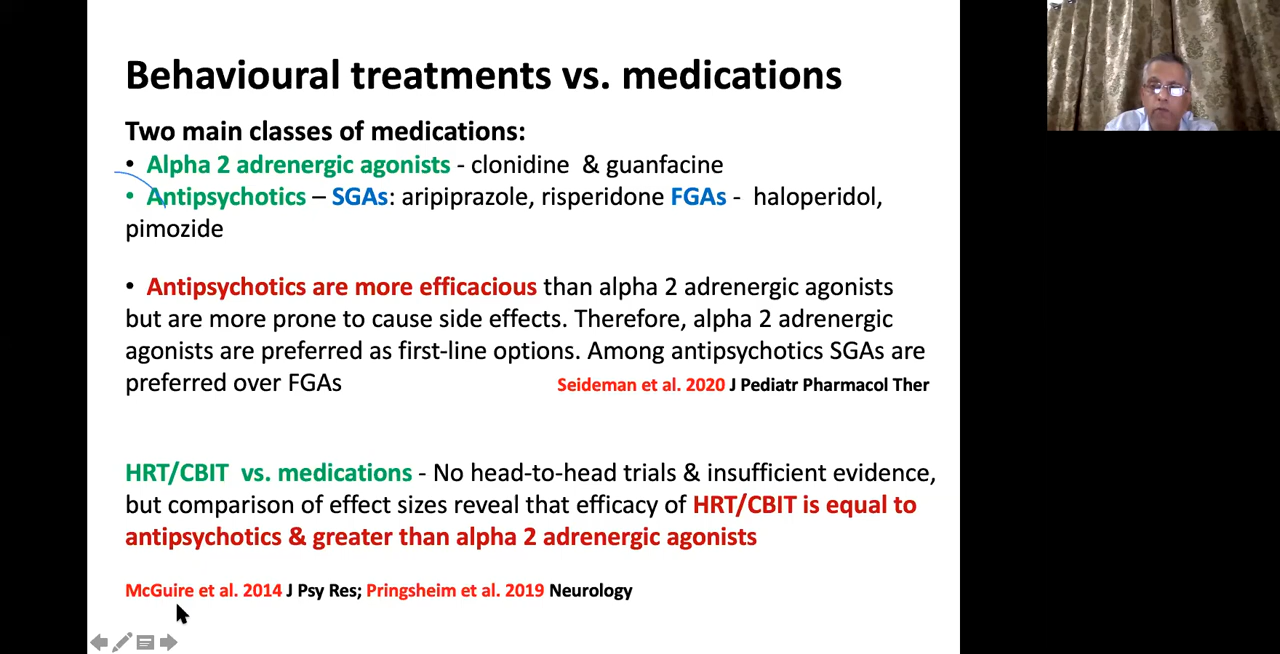 Behavioural treatments vs. medications
Two main classes of medications:
• Alpha 2 adrenergic agonists - clonidine & guanfacine
• Antipsychotics – SGAs: aripiprazole, risperidone FGAs - haloperidol,
pimozide
• Antipsychotics are more efficacious than alpha 2 adrenergic agonists
but are more prone to cause side effects. Therefore, alpha 2 adrenergic
agonists are preferred as first-line options. Among antipsychotics SGAs are
preferred over FGAs Seideman et al. 2020 J Pediatr Pharmacol Ther
HRT/CBIT vs. medications - No head-to-head trials & insufficient evidence,
but comparison of effect sizes reveal that efficacy of HRT/CBIT is equal to
antipsychotics & greater than alpha 2 adrenergic agonists
McGuire et al. 2014 J Psy Res; Pringsheim et al. 2019 Neurology